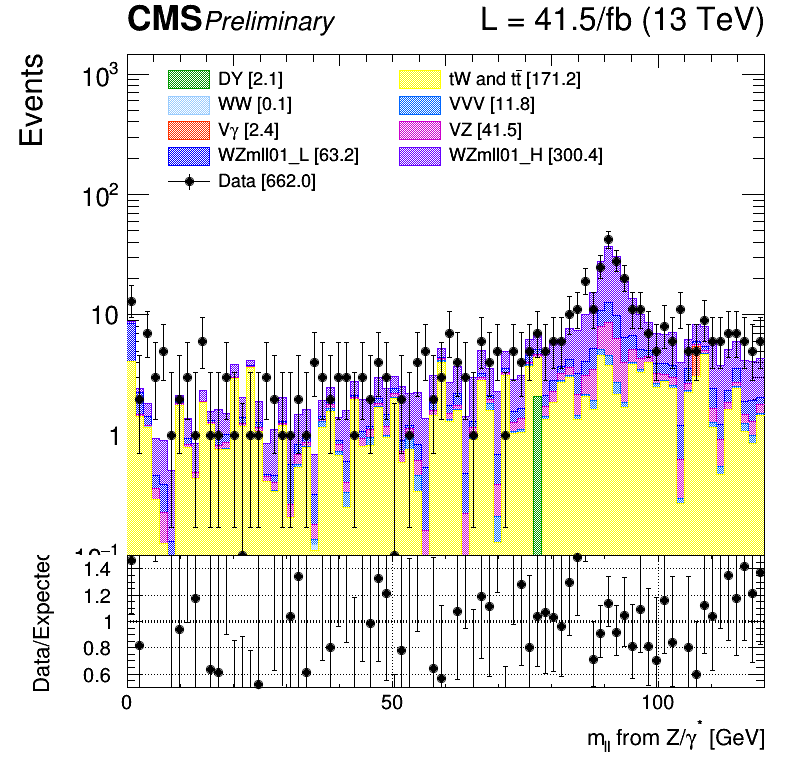 CMS Preliminary L = 41.5/fb (13 TeV)
Events
10³
10²
10
1
10⁻¹
DY [2.1]
tW and tt̄ [171.2]
WW [0.1]
VVV [11.8]
Vγ [2.4]
VZ [41.5]
WZmll01_L [63.2]
WZmll01_H [300.4]
Data [662.0]
Data/Expected
1.4
1.2
1
0.8
0.6
0 50 100
m_ll from Z/γ* [GeV]